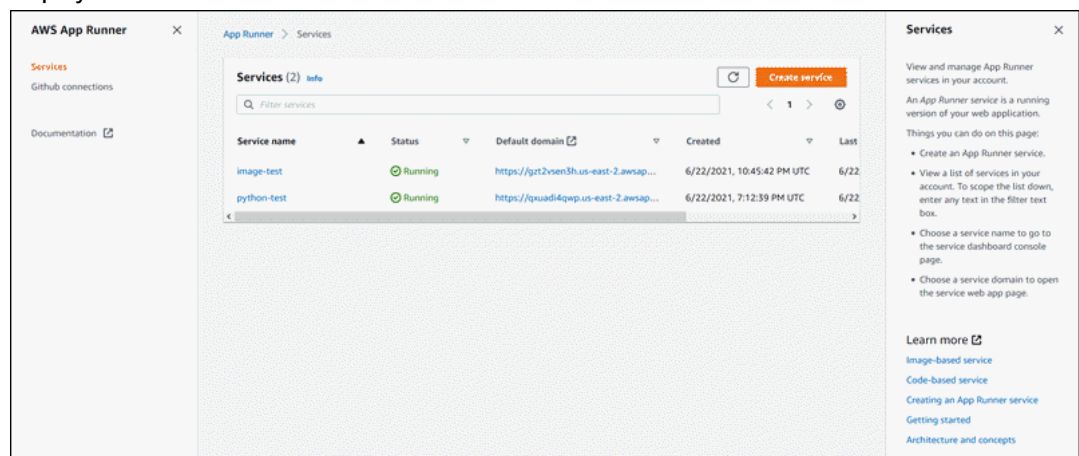 AWS App Runner
Services
Github connections
Documentation
App Runner > Services
Services (2) Info
Create service
Filter services
< 1 >
Service name Status Default domain Created Last
image-test Running https://gzt2vsen3h.us-east-2.awsap... 6/22/2021, 10:45:42 PM UTC 6/22
python-test Running https://qxuadi4qwp.us-east-2.awsap... 6/22/2021, 7:12:39 PM UTC 6/22
Services
View and manage App Runner
services in your account.
An App Runner service is a running
version of your web application.
Things you can do on this page:
• Create an App Runner service.
• View a list of services in your
account. To scope the list down,
enter any text in the filter text
box.
• Choose a service name to go to
the service dashboard console
page.
• Choose a service domain to open
the service web app page.
Learn more
Image-based service
Code-based service
Creating an App Runner service
Getting started
Architecture and concepts